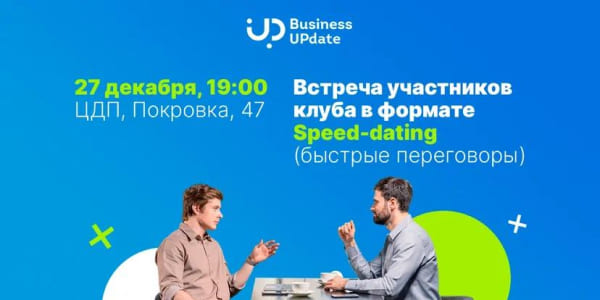 Business
UPdate
27 декабря, 19:00
ЦДП, Покровка, 47
Встреча участников
клуба в формате
Speed-dating
(быстрые переговоры)